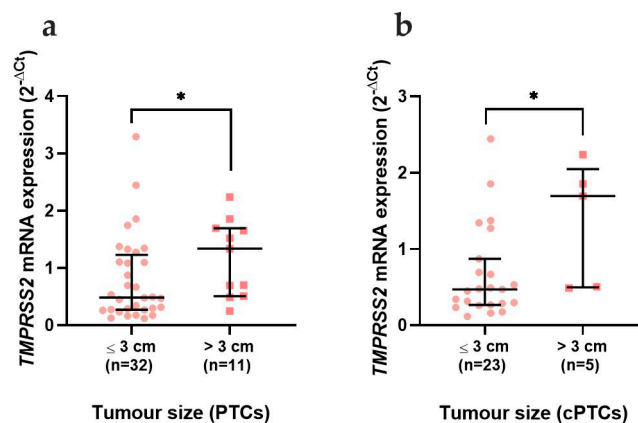 a
TMPRSS2 mRNA expression (2^-ΔCt)
4
3
2
1
0
*
≤ 3 cm
(n=32)
> 3 cm
(n=11)
Tumour size (PTCs)
b
TMPRSS2 mRNA expression (2^-ΔCt)
3
2
1
0
*
≤ 3 cm
(n=23)
> 3 cm
(n=5)
Tumour size (cPTCs)